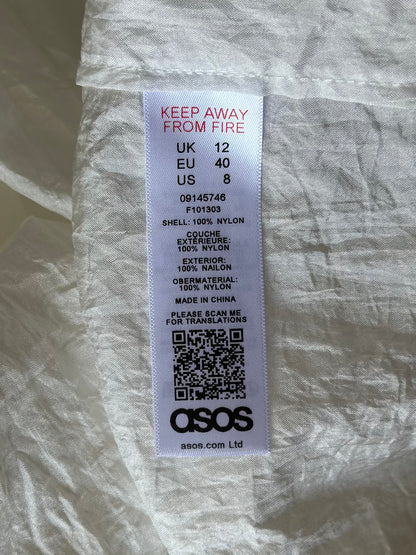 KEEP AWAY
FROM FIRE
UK 12
EU 40
US 8
09145746
F101303
SHELL: 100% NYLON
COUCHE
EXTÉRIEURE:
100% NYLON
EXTERIOR:
100% NAILON
OBERMATERIAL:
100% NYLON
MADE IN CHINA
PLEASE SCAN ME
FOR TRANSLATIONS
asos
asos.com Ltd